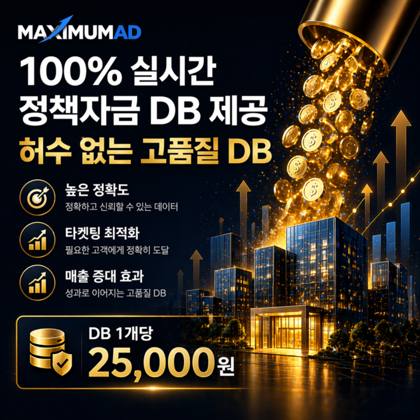 MAXIMUMAD
100% 실시간
정책자금 DB 제공
허수 없는 고품질 DB
높은 정확도
정확하고 신뢰할 수 있는 데이터
타켓팅 최적화
필요한 고객에게 정확히 도달
매출 증대 효과
성과로 이어지는 고품질 DB
DB 1개당
25,000원